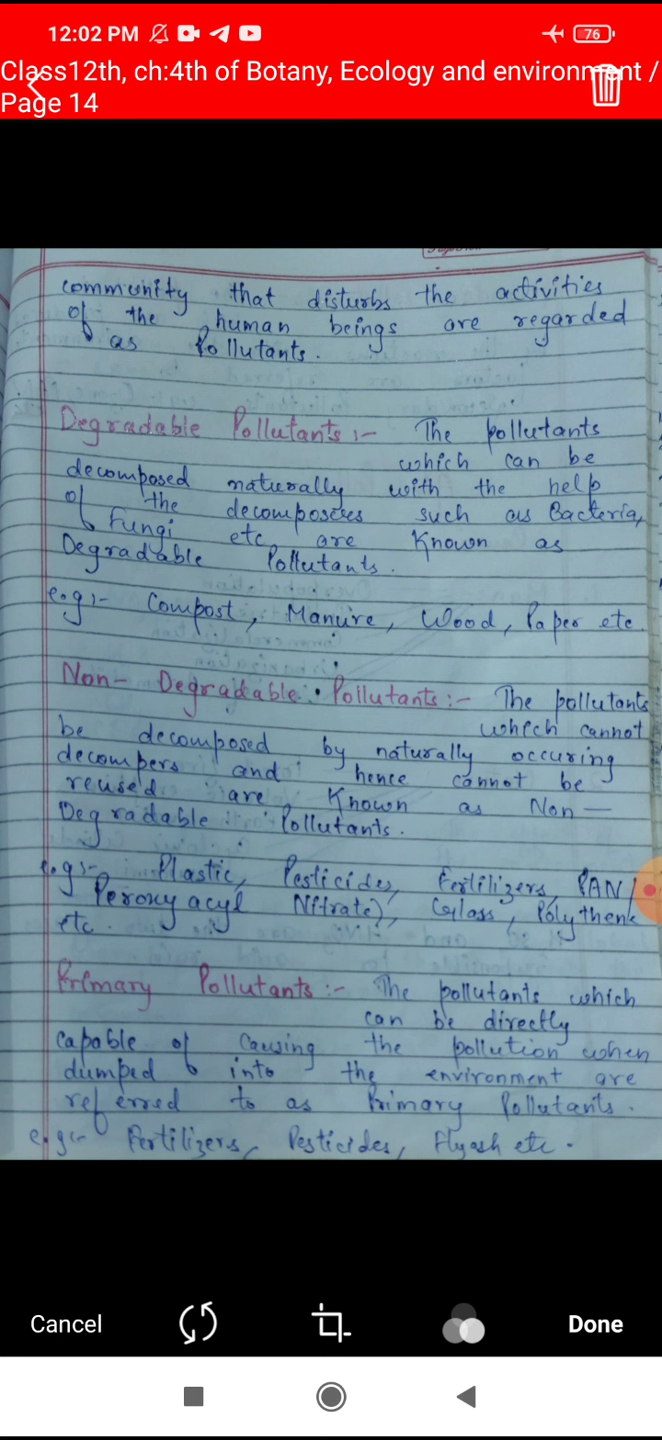 12:02 PM
76
Class12th, ch:4th of Botany, Ecology and environment /
Page 14
community that disturbs the activities
of the human beings are regarded
as Pollutants.
Degradable Pollutants :- The pollutants
which can be
decomposed naturally with the help
of the decomposers such as Bacteria,
Fungi etc. are Known as
Degradable Pollutants.
e.g:- Compost, Manure, Wood, Paper etc.
Non- Degradable Pollutants:- The pollutants
which cannot
be decomposed by naturally occuring
decompers and hence cannot be
reused are Known as Non-
Degradable Pollutants.
e.g:- Plastic, Pesticides, Fertilizers, PAN(
Peroxy acyl Nitrate), Glass, Polythene
etc.
Primary Pollutants :- The pollutants which
can be directly
capable of causing the pollution when
dumped into the environment are
referred to as Primary Pollutants.
e.g:- Fertilizers, Pesticides, Flyash etc.
Cancel
Done